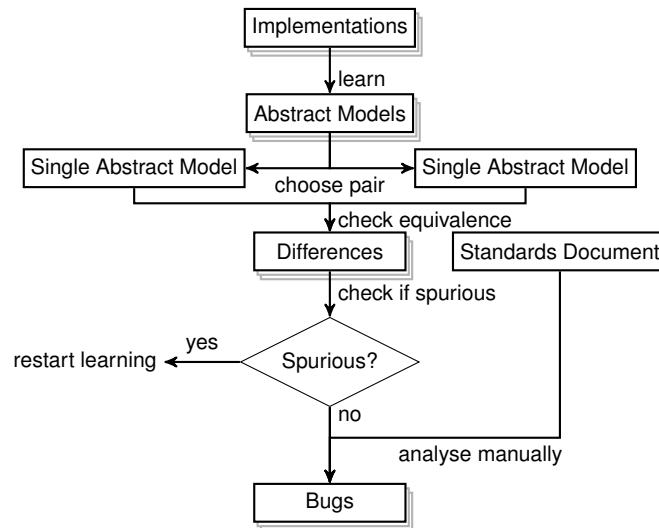 Implementations
learn
Abstract Models
Single Abstract Model
Single Abstract Model
choose pair
check equivalence
Differences
Standards Document
check if spurious
yes
restart learning
Spurious?
no
analyse manually
Bugs